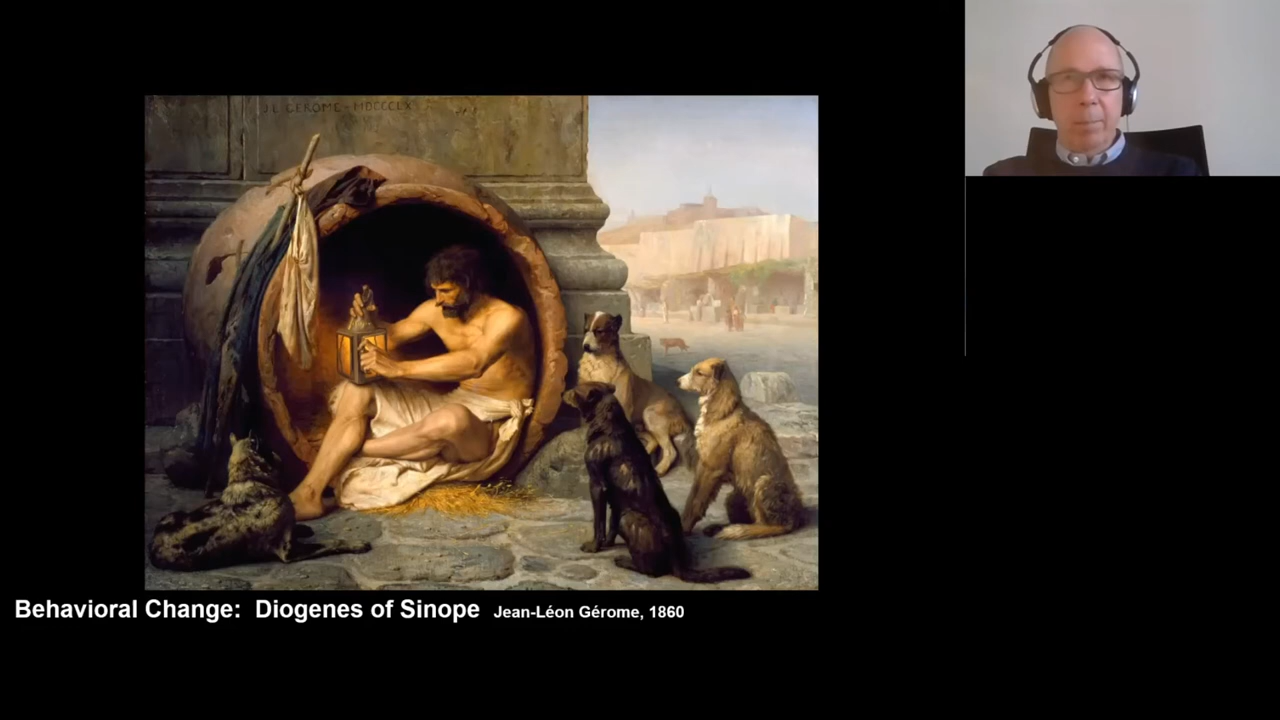 J L GEROME - MDCCCLX
Behavioral Change: Diogenes of Sinope Jean-Léon Gérome, 1860